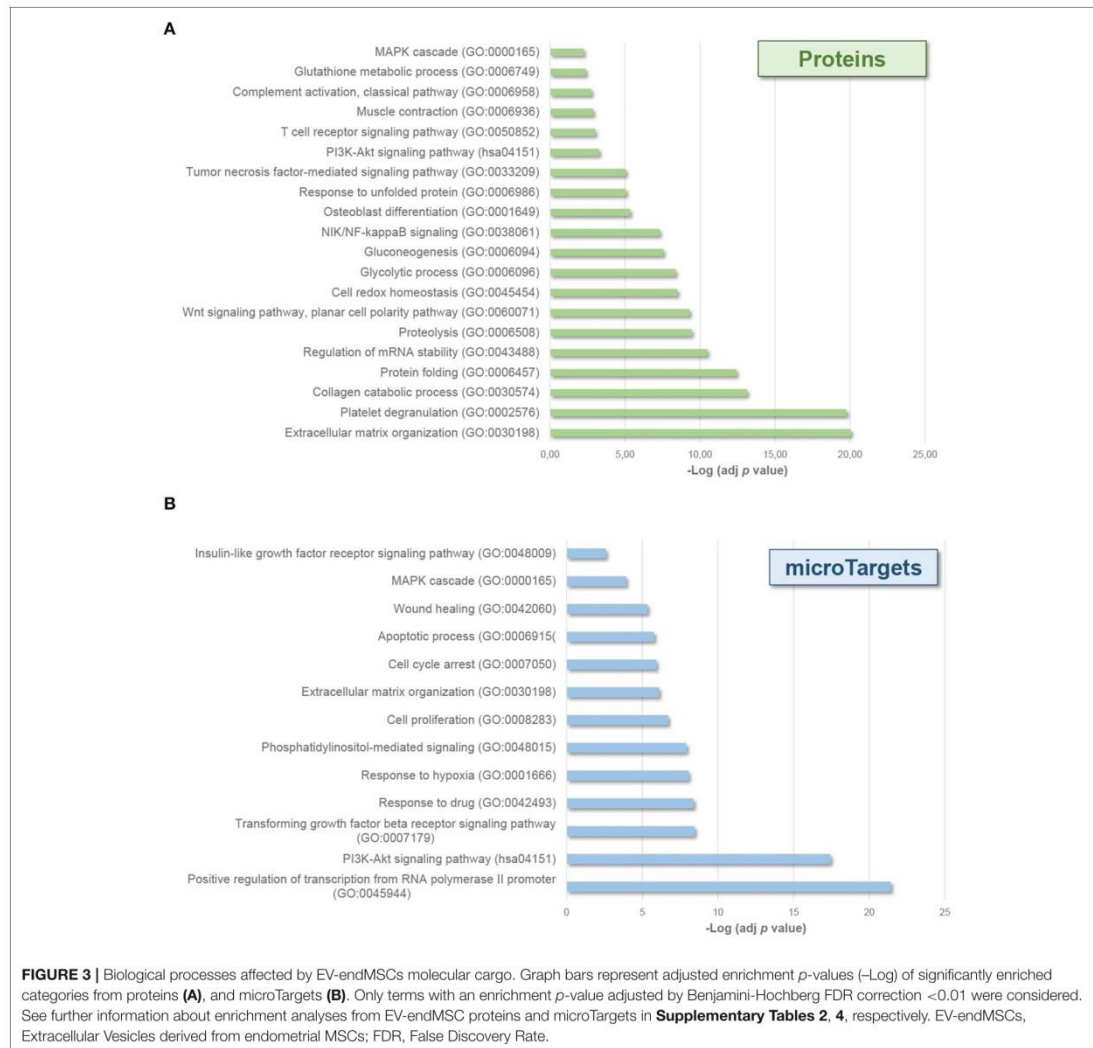 A
Proteins
MAPK cascade (GO:0000165)
Glutathione metabolic process (GO:0006749)
Complement activation, classical pathway (GO:0006958)
Muscle contraction (GO:0006936)
T cell receptor signaling pathway (GO:0050852)
PI3K-Akt signaling pathway (hsa04151)
Tumor necrosis factor-mediated signaling pathway (GO:0033209)
Response to unfolded protein (GO:0006986)
Osteoblast differentiation (GO:0001649)
NIK/NF-kappaB signaling (GO:0038061)
Gluconeogenesis (GO:0006094)
Glycolytic process (GO:0006096)
Cell redox homeostasis (GO:0045454)
Wnt signaling pathway, planar cell polarity pathway (GO:0060071)
Proteolysis (GO:0006508)
Regulation of mRNA stability (GO:0043488)
Protein folding (GO:0006457)
Collagen catabolic process (GO:0030574)
Platelet degranulation (GO:0002576)
Extracellular matrix organization (GO:0030198)
0,00 5,00 10,00 15,00 20,00 25,00
-Log (adj p value)
B
microTargets
Insulin-like growth factor receptor signaling pathway (GO:0048009)
MAPK cascade (GO:0000165)
Wound healing (GO:0042060)
Apoptotic process (GO:0006915(
Cell cycle arrest (GO:0007050)
Extracellular matrix organization (GO:0030198)
Cell proliferation (GO:0008283)
Phosphatidylinositol-mediated signaling (GO:0048015)
Response to hypoxia (GO:0001666)
Response to drug (GO:0042493)
Transforming growth factor beta receptor signaling pathway
(GO:0007179)
PI3K-Akt signaling pathway (hsa04151)
Positive regulation of transcription from RNA polymerase II promoter
(GO:0045944)
0 5 10 15 20 25
-Log (adj p value)
FIGURE 3 | Biological processes affected by EV-endMSCs molecular cargo. Graph bars represent adjusted enrichment p-values (–Log) of significantly enriched
categories from proteins (A), and microTargets (B). Only terms with an enrichment p-value adjusted by Benjamini-Hochberg FDR correction <0.01 were considered.
See further information about enrichment analyses from EV-endMSC proteins and microTargets in Supplementary Tables 2, 4, respectively. EV-endMSCs,
Extracellular Vesicles derived from endometrial MSCs; FDR, False Discovery Rate.